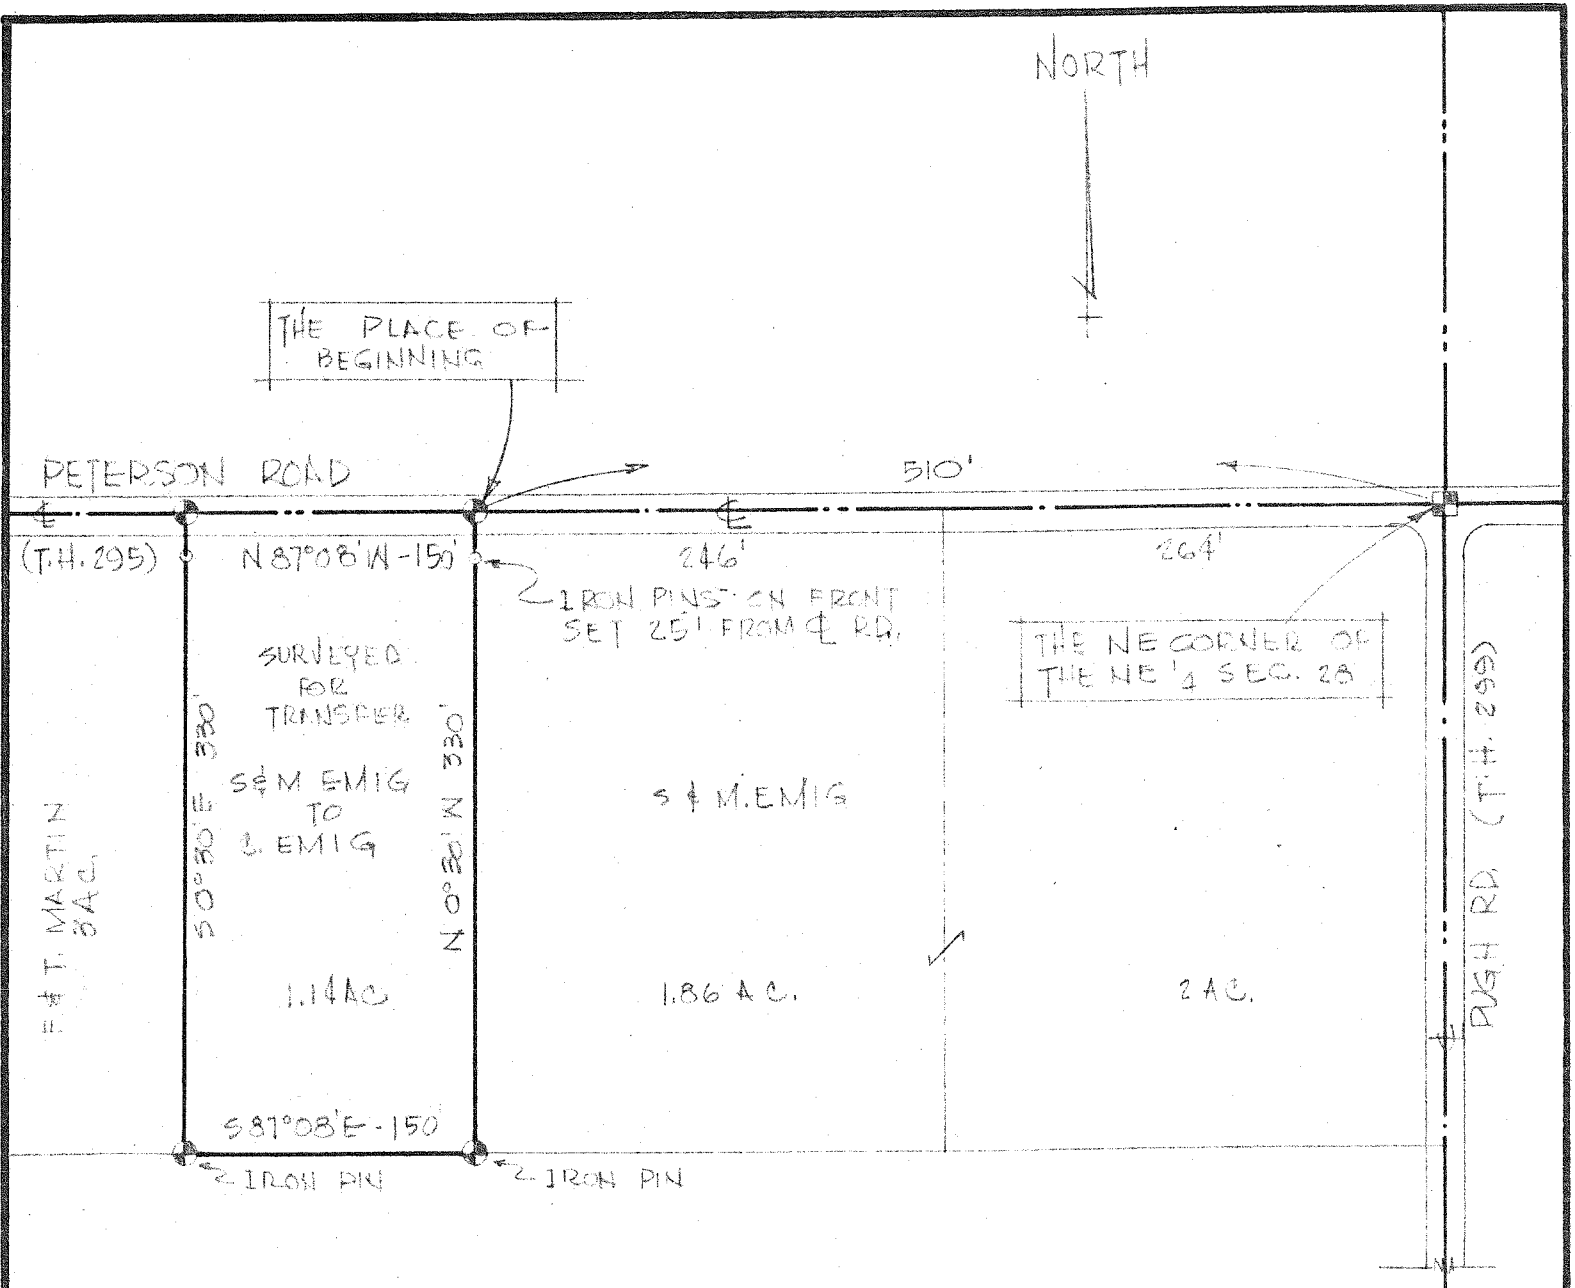 NORTH
THE PLACE OF
BEGINNING
PETERSON ROAD
510'
℄
℄
(T.H. 295)
N 87°08'W - 150'
246'
264'
IRON PINS ON FRONT
SET 25' FROM ℄ RD.
THE NE CORNER OF
THE NE 1/4 SEC. 28
SURVEYED
FOR
TRANSFER
S & M EMIG
TO
EMIG
S 0°30' E 330'
N 0°30' W 330'
S & M. EMIG
F & T. MARTIN
3 AC.
1.14 AC
1.86 AC.
2 AC.
PUGH RD. (T.H. 299)
℄
S 87°08'E - 150
IRON PIN
IRON PIN